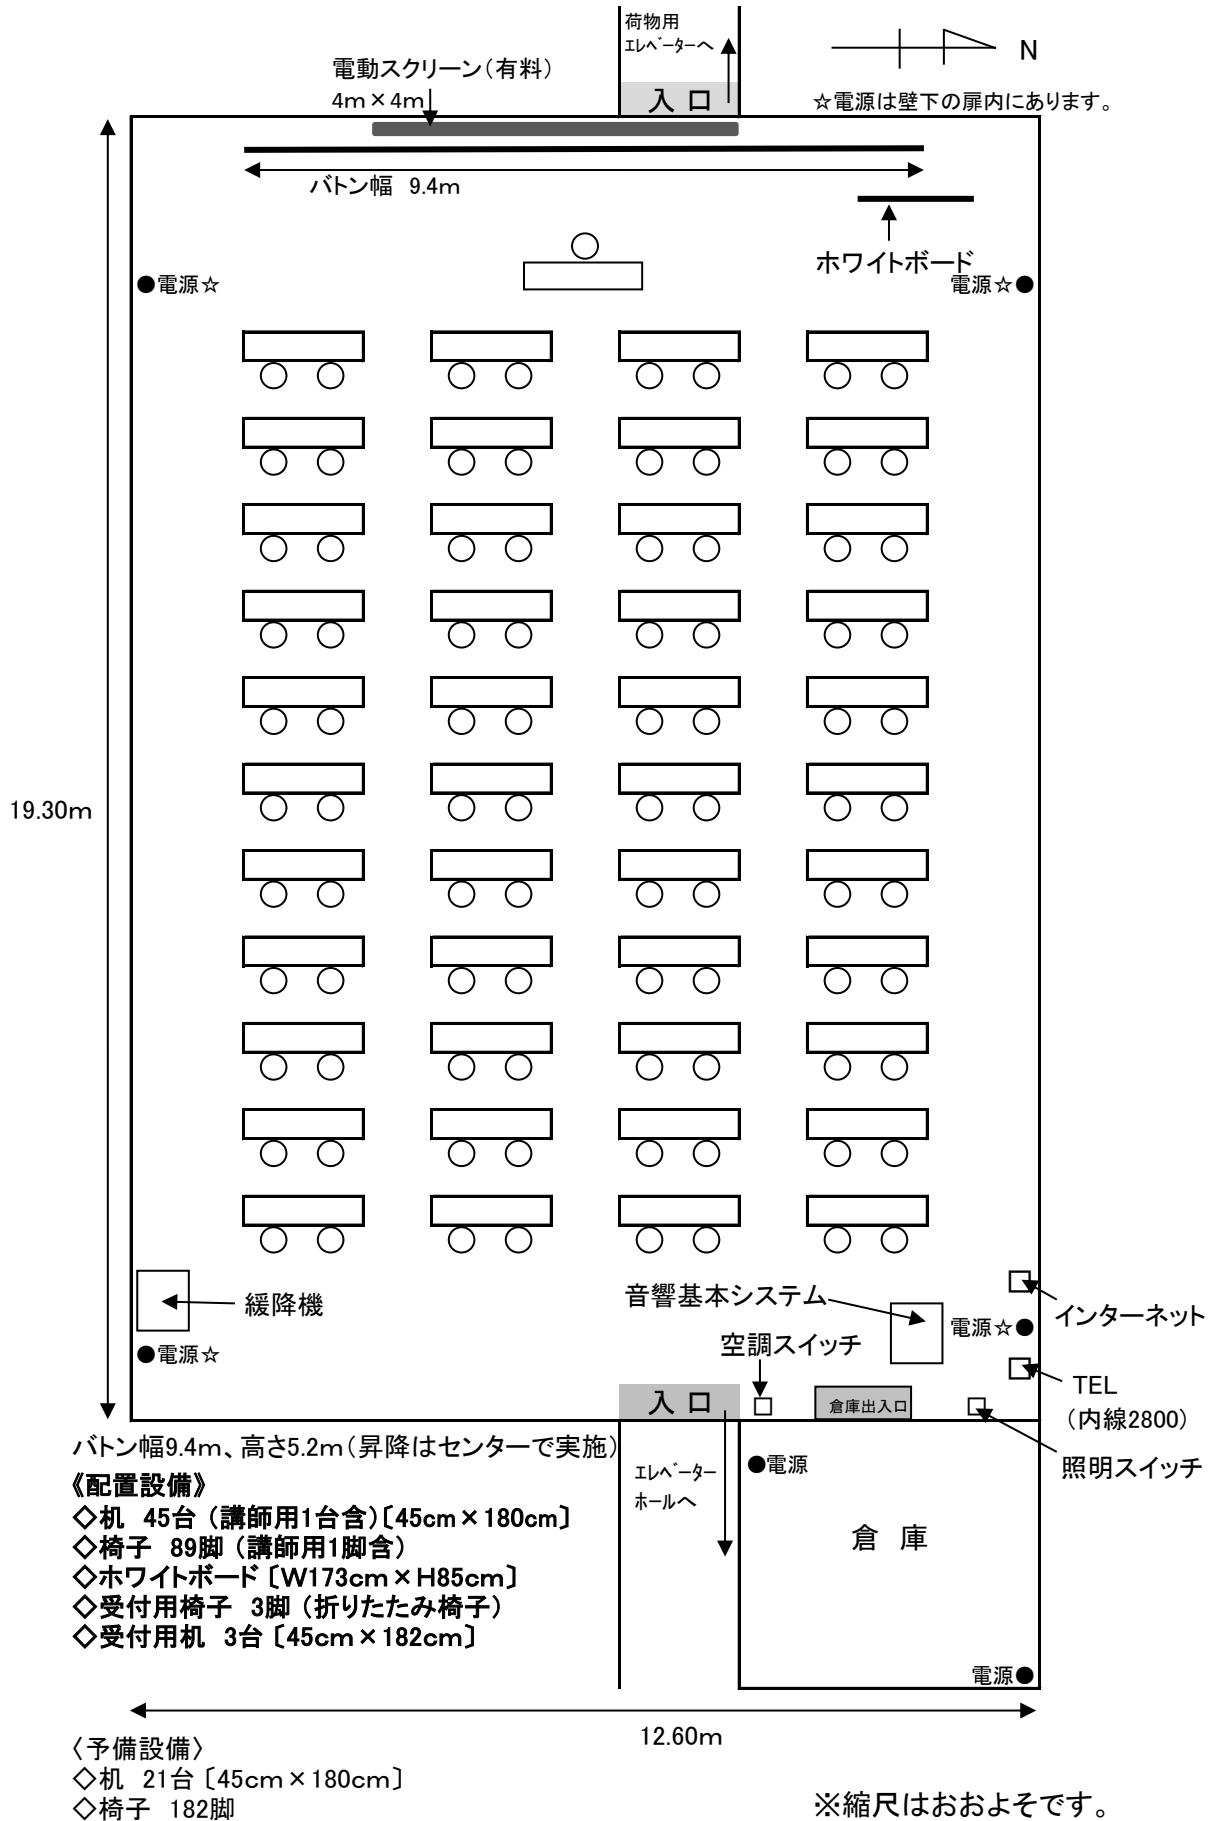 荷物用
エレベーターへ
N
電動スクリーン（有料）
4m×4m
入 口
☆電源は壁下の扉内にあります。
バトン幅　9.4m
ホワイトボード
●電源☆
電源☆●
19.30m
緩降機
音響基本システム
インターネット
電源☆●
空調スイッチ
●電源☆
TEL
（内線2800）
入 口
倉庫出入口
照明スイッチ
バトン幅9.4m、高さ5.2m（昇降はセンターで実施）
エレベーター
ホールへ
●電源
《配置設備》
◇机　45台（講師用1台含）〔45cm×180cm〕
◇椅子　89脚（講師用1脚含）
◇ホワイトボード〔W173cm×H85cm〕
◇受付用椅子　3脚（折りたたみ椅子）
◇受付用机　3台〔45cm×182cm〕
倉　庫
電源●
12.60m
〈予備設備〉
◇机　21台〔45cm×180cm〕
◇椅子　182脚
※縮尺はおおよそです。